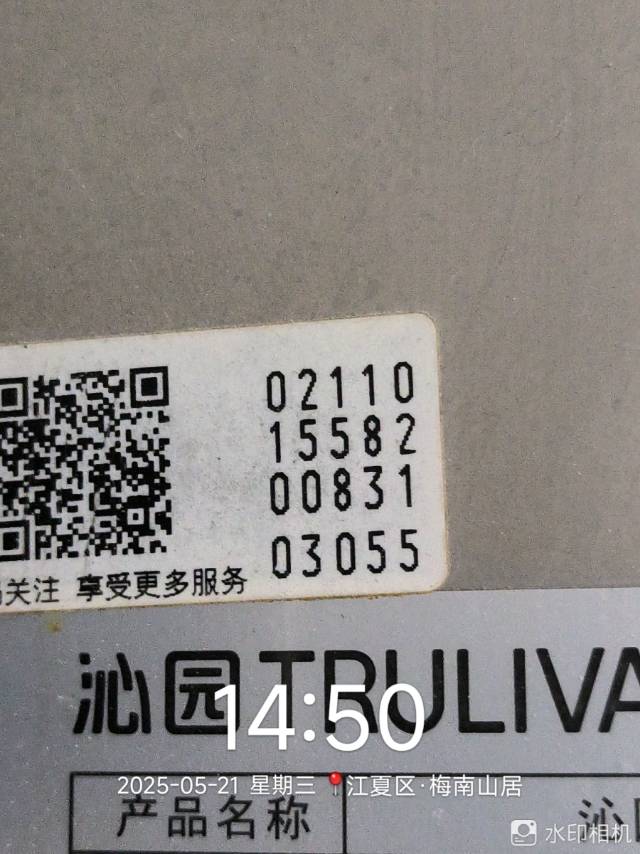 02110
15582
00831
03055
关注 享受更多服务
沁园TRULIVA
14:50
2025-05-21 星期三 江夏区·梅南山居
产品名称
沁
水印相机